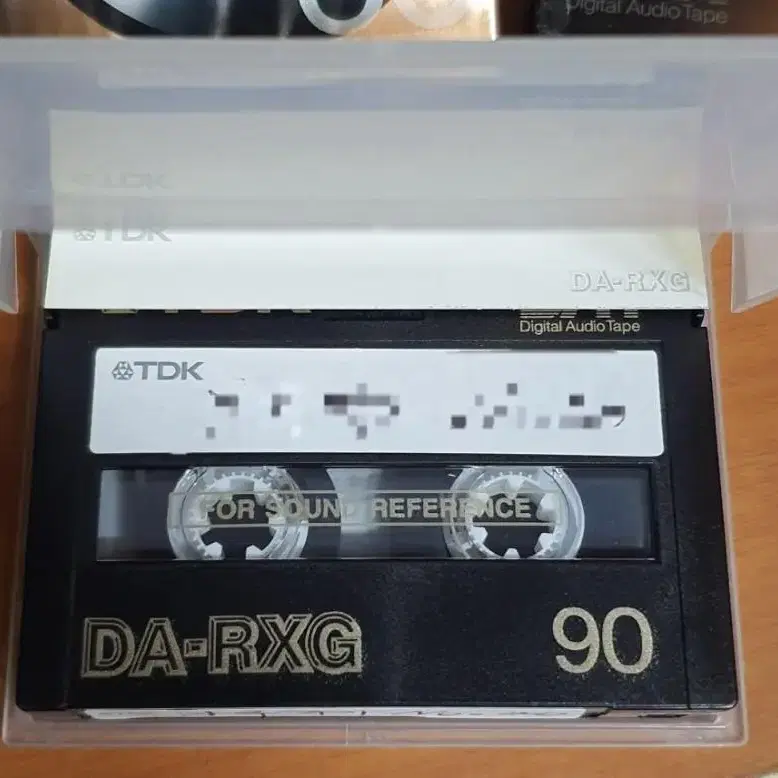 Digital Audio Tape
TDK
TDK
DA-RXG
Digital Audio Tape
TDK
FOR SOUND REFERENCE
DA-RXG
90